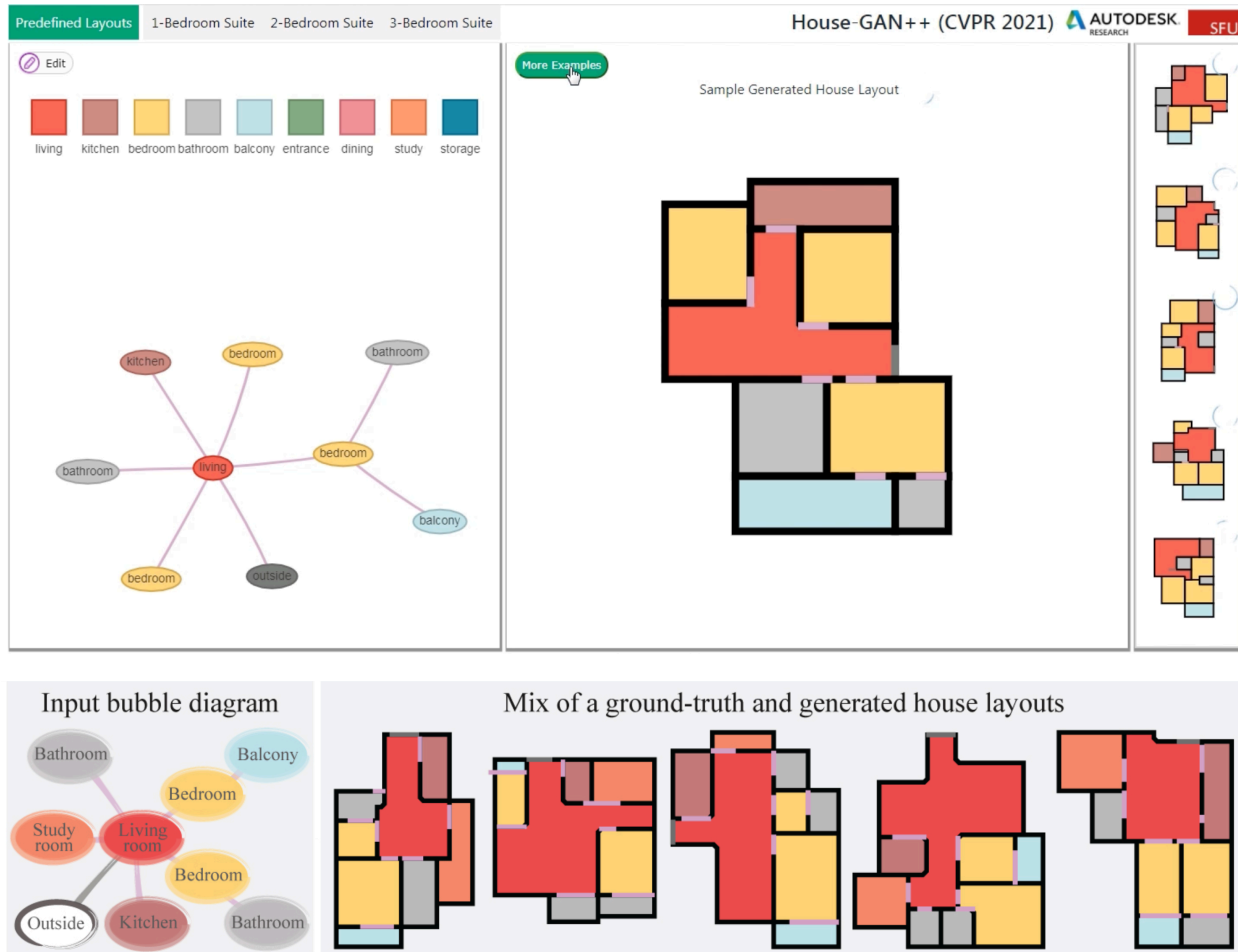 Predefined Layouts 1-Bedroom Suite 2-Bedroom Suite 3-Bedroom Suite
House-GAN++ (CVPR 2021)
AUTODESK
RESEARCH
SFU
Edit
living kitchen bedroom bathroom balcony entrance dining study storage
kitchen
bedroom
bathroom
bathroom
living
bedroom
balcony
bedroom
outside
More Examples
Sample Generated House Layout
Input bubble diagram
Bathroom
Balcony
Bedroom
Study
room
Living
room
Bedroom
Outside
Kitchen
Bathroom
Mix of a ground-truth and generated house layouts